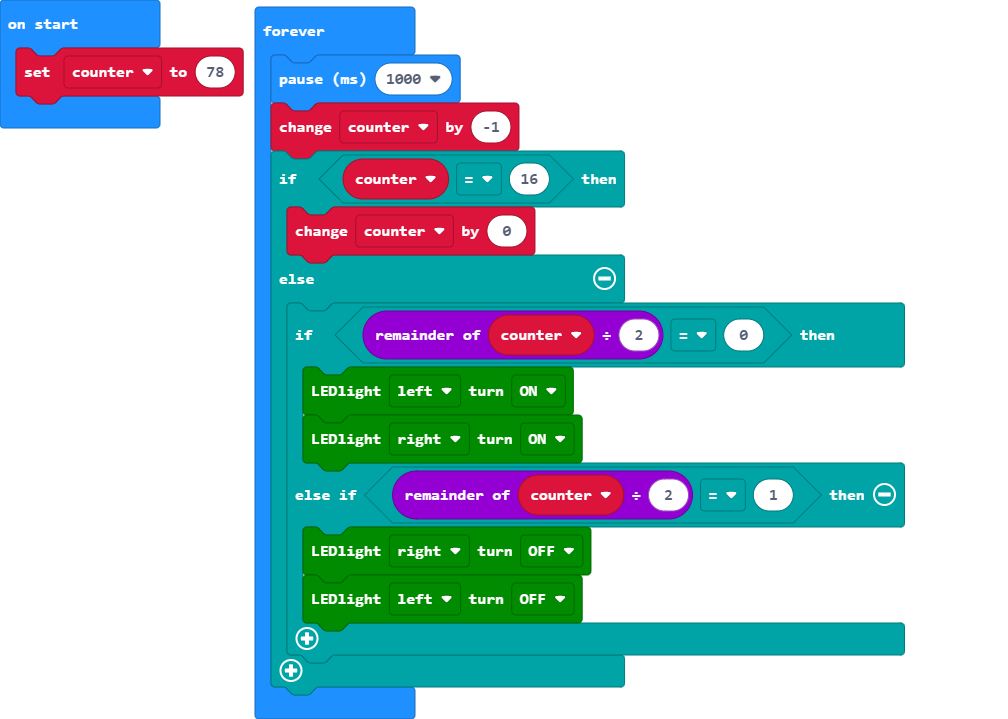 on start
set counter to 78
forever
pause (ms) 1000
change counter by -1
if counter = 16 then
change counter by 0
else
if remainder of counter ÷ 2 = 0 then
LEDlight left turn ON
LEDlight right turn ON
else if remainder of counter ÷ 2 = 1 then
LEDlight right turn OFF
LEDlight left turn OFF